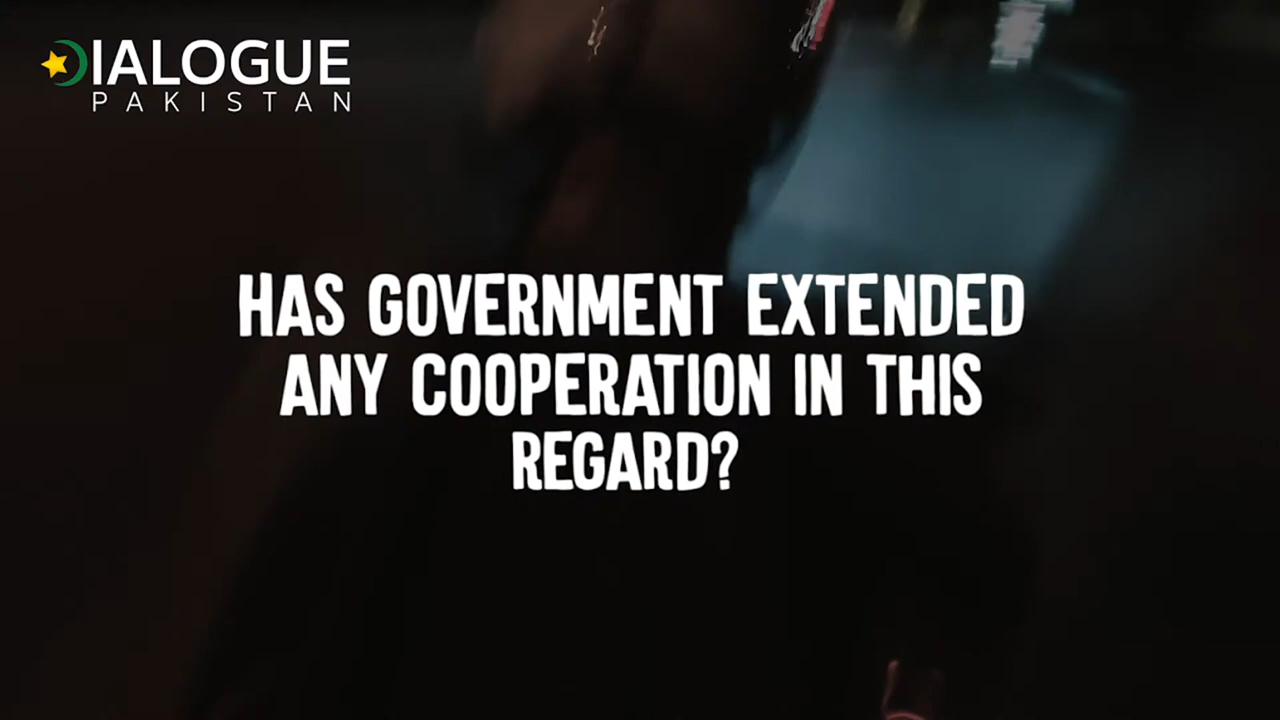 DIALOGUE
PAKISTAN
HAS GOVERNMENT EXTENDED
ANY COOPERATION IN THIS
REGARD?